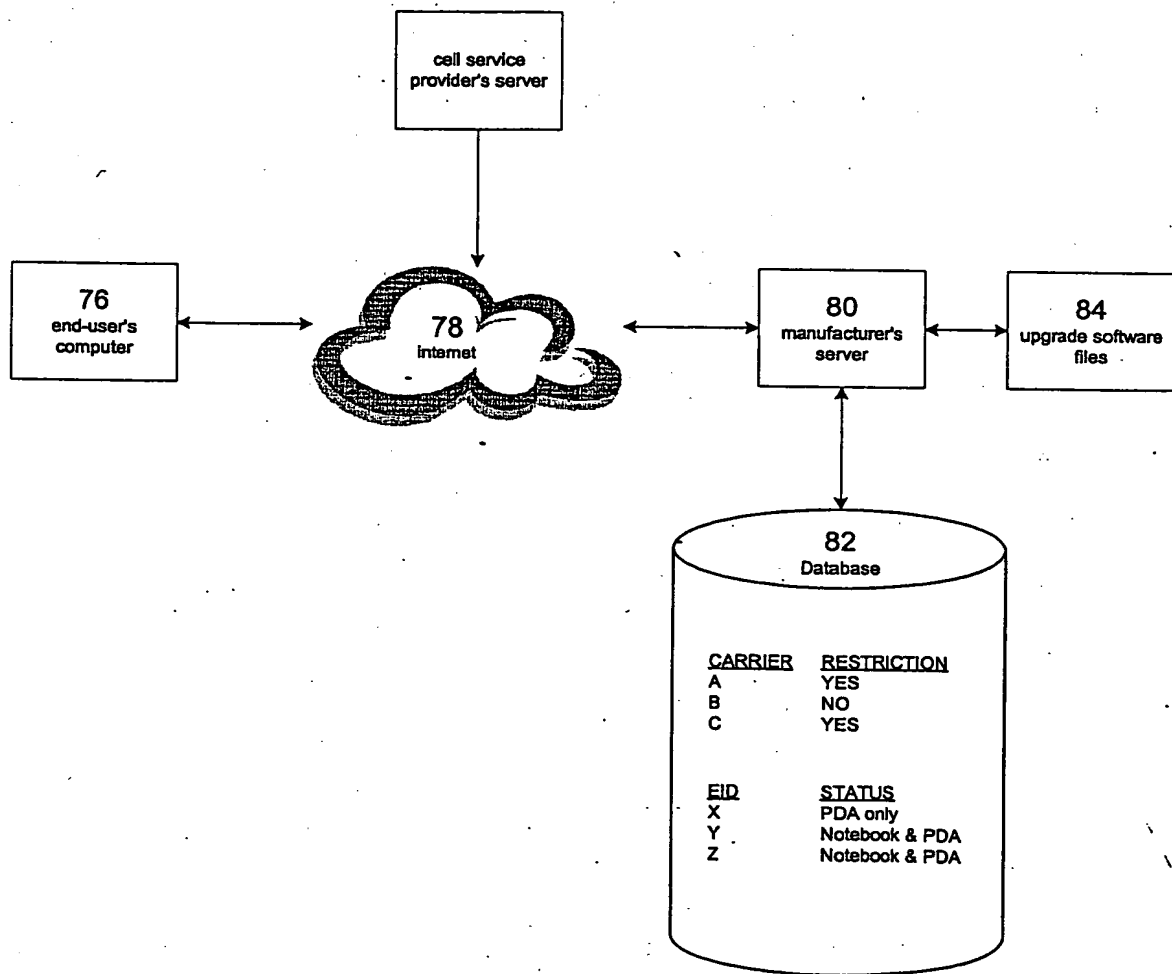 cell service
provider's server
76
end-user's
computer
78
internet
80
manufacturer's
server
84
upgrade software
files
82
Database
CARRIER RESTRICTION
A YES
B NO
C YES
EID STATUS
X PDA only
Y Notebook & PDA
Z Notebook & PDA